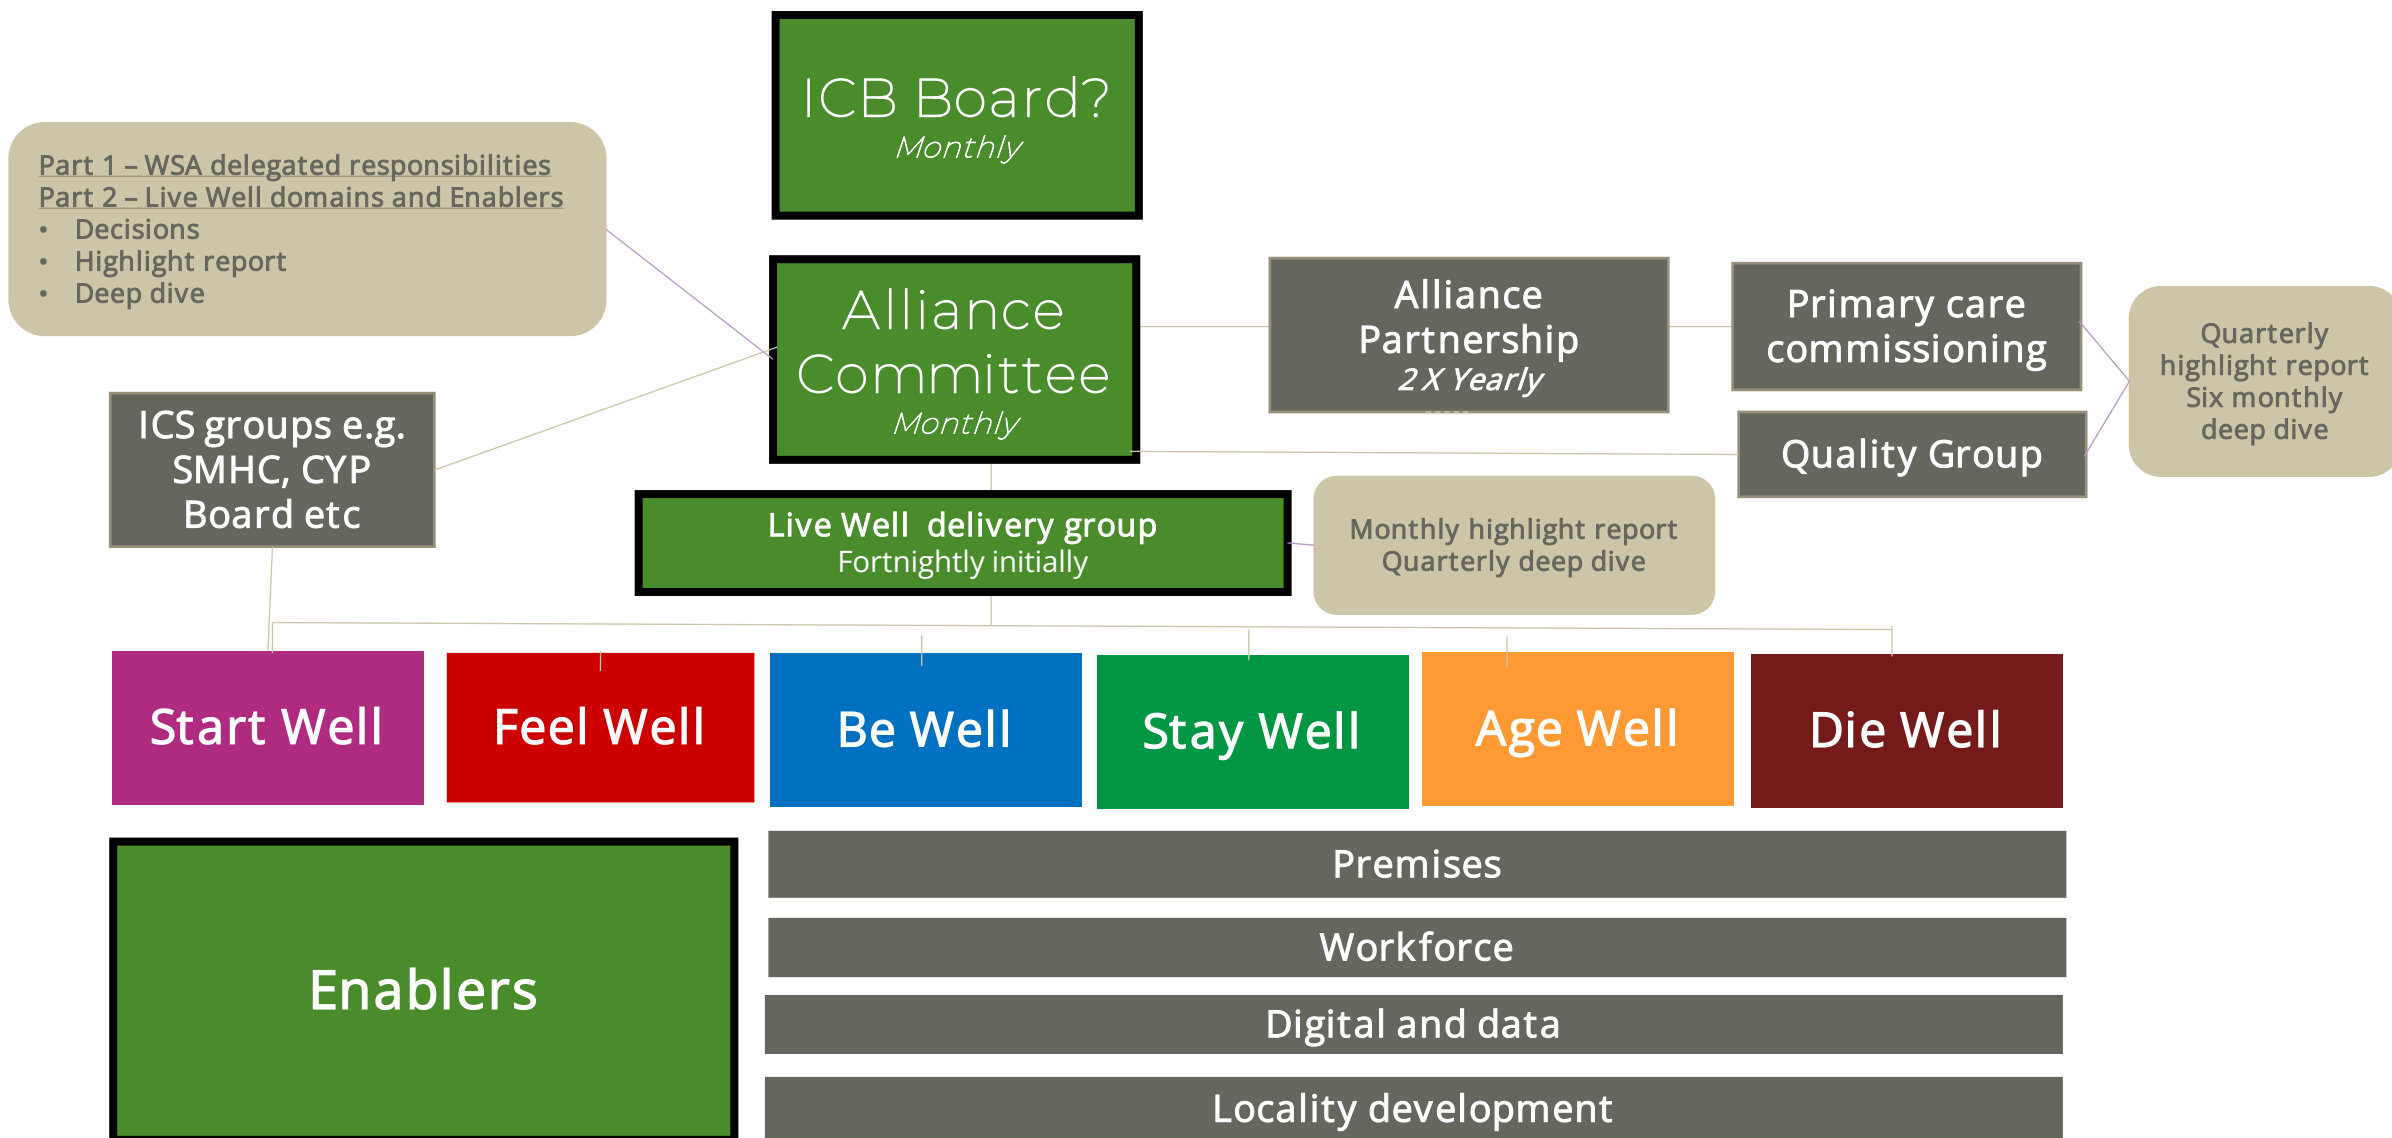 ICB Board?
Monthly
Part 1 – WSA delegated responsibilities
Part 2 – Live Well domains and Enablers
• Decisions
• Highlight report
• Deep dive
Alliance
Committee
Monthly
Alliance
Partnership
2 X Yearly
Primary care
commissioning
Quarterly
highlight report
Six monthly
deep dive
ICS groups e.g.
SMHC, CYP
Board etc
Quality Group
Live Well  delivery group
Fortnightly initially
Monthly highlight report
Quarterly deep dive
Start Well
Feel Well
Be Well
Stay Well
Age Well
Die Well
Enablers
Premises
Workforce
Digital and data
Locality development